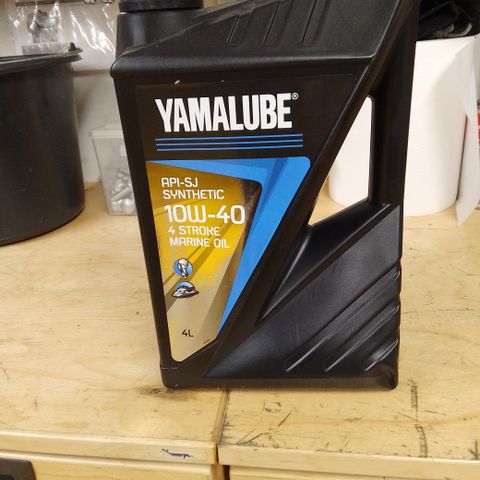 YAMALUBE®
API-SJ
SYNTHETIC
10W-40
4 STROKE
MARINE OIL
4L